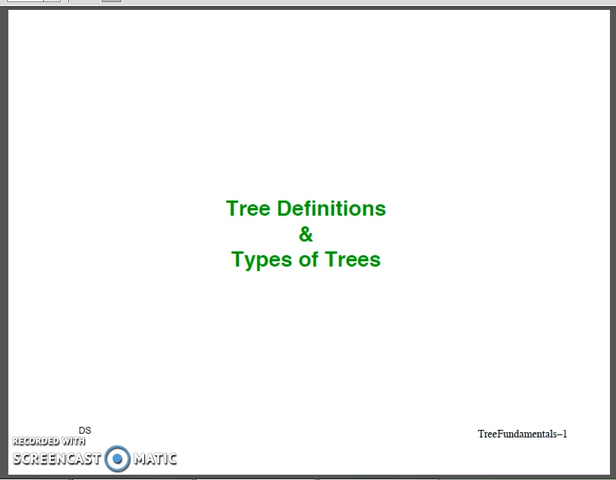 Tree Definitions
&
Types of Trees
DS
TreeFundamentals–1
RECORDED WITH
SCREENCAST MATIC